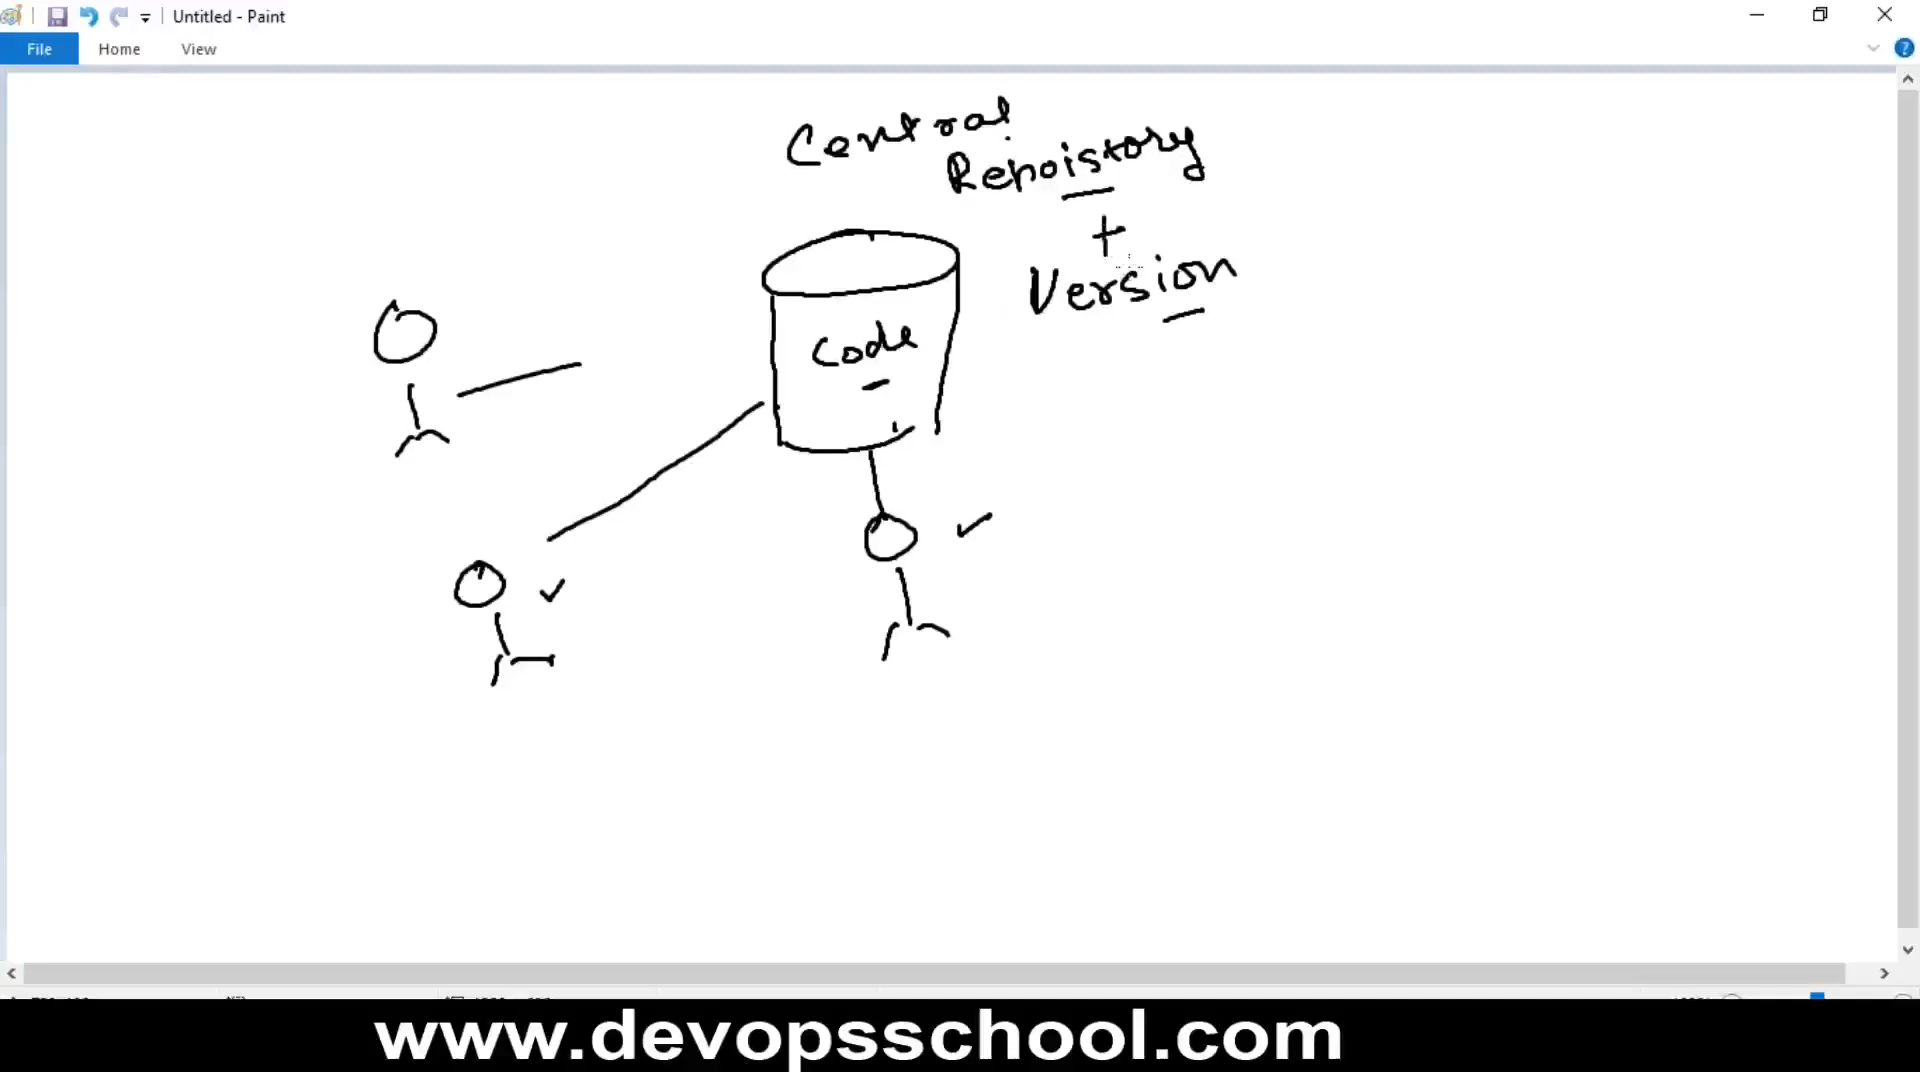 Untitled - Paint
File Home View
Central
Repoistory
+
Version
Code
www.devopsschool.com